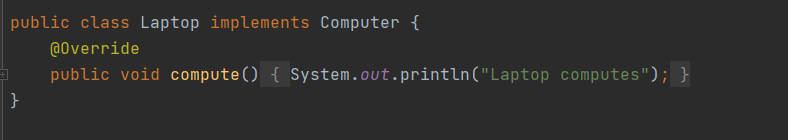 public class Laptop implements Computer {
    @Override
    public void compute() { System.out.println("Laptop computes"); }
}